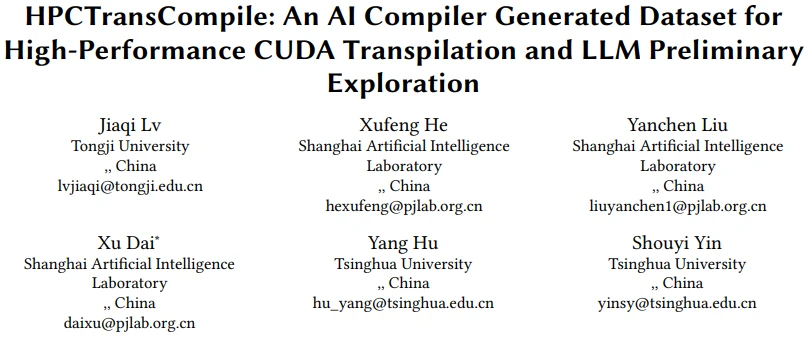 HPCTransCompile: An AI Compiler Generated Dataset for
High-Performance CUDA Transpilation and LLM Preliminary
Exploration
Jiaqi Lv
Tongji University
,, China
lvjiaqi@tongji.edu.cn
Xufeng He
Shanghai Artificial Intelligence
Laboratory
,, China
hexufeng@pjlab.org.cn
Yanchen Liu
Shanghai Artificial Intelligence
Laboratory
,, China
liuyanchen1@pjlab.org.cn
Xu Dai*
Shanghai Artificial Intelligence
Laboratory
,, China
daixu@pjlab.org.cn
Yang Hu
Tsinghua University
,, China
hu_yang@tsinghua.edu.cn
Shouyi Yin
Tsinghua University
,, China
yinsy@tsinghua.edu.cn